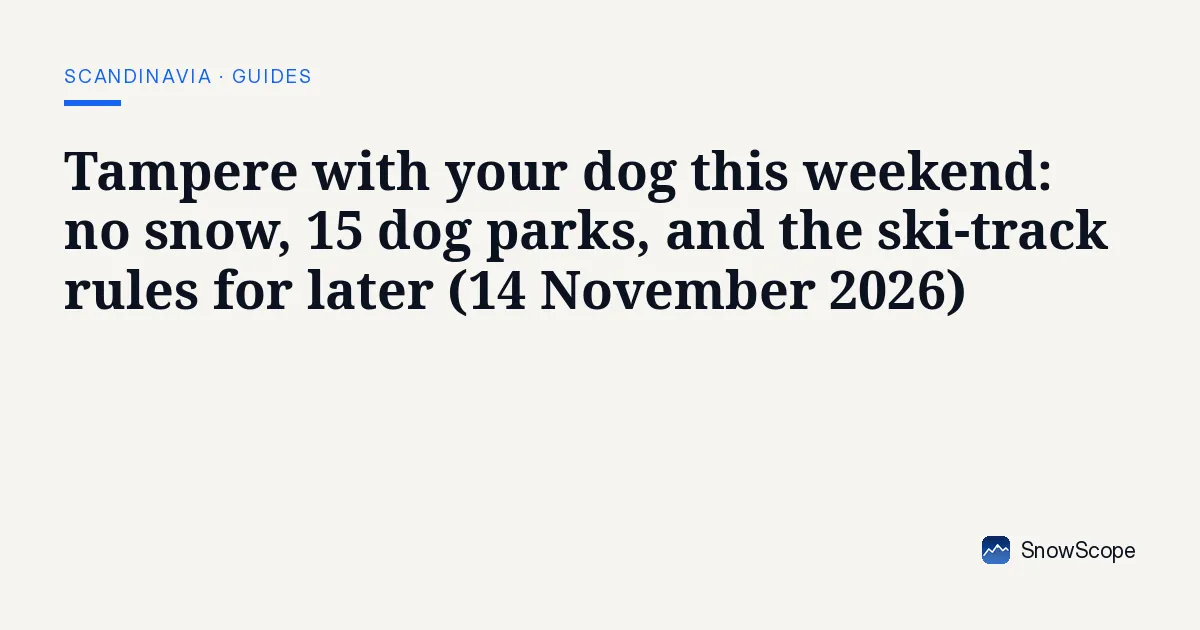 SCANDINAVIA · GUIDES
Tampere with your dog this weekend:
no snow, 15 dog parks, and the ski-track
rules for later (14 November 2026)
SnowScope